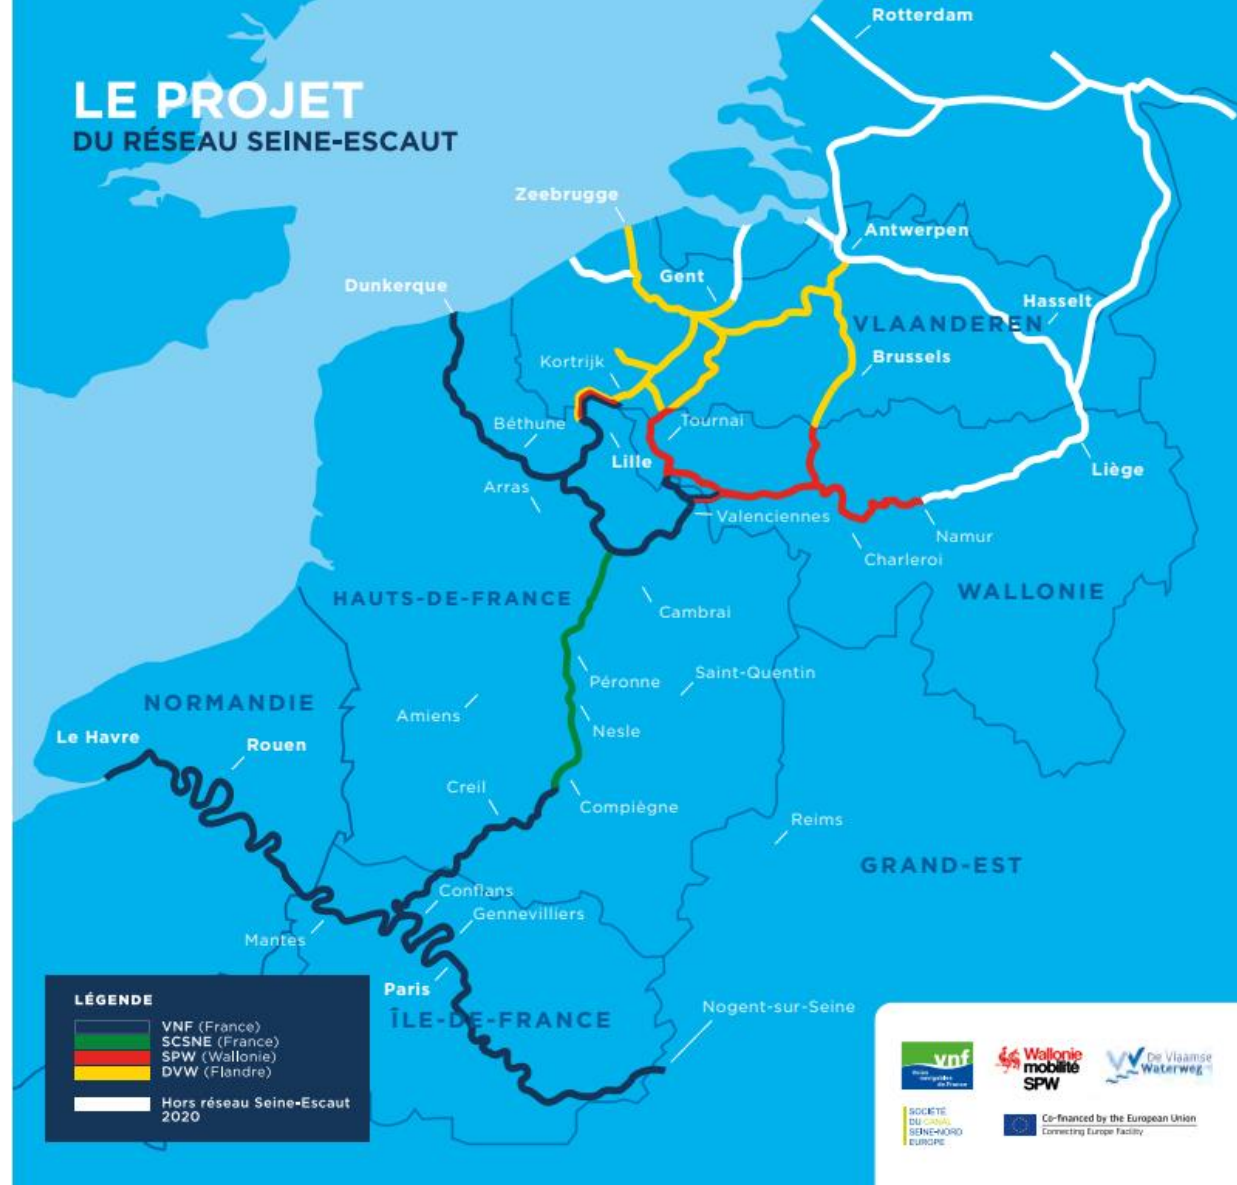 Rotterdam
LE PROJET
DU RÉSEAU SEINE-ESCAUT
Zeebrugge
Antwerpen
Gent
Dunkerque
Hasselt
VLAANDEREN
Kortrijk
Brussels
Béthune
Tournai
Lille
Liège
Arras
Valenciennes
Namur
Charleroi
WALLONIE
HAUTS-DE-FRANCE
Cambrai
Saint-Quentin
Péronne
NORMANDIE
Amiens
Nesle
Le Havre
Rouen
Creil
Compiègne
Reims
GRAND-EST
Conflans
Gennevilliers
Mantes
Paris
Nogent-sur-Seine
ÎLE-DE-FRANCE
LÉGENDE
VNF (France)
SCSNE (France)
SPW (Wallonie)
DVW (Flandre)
Hors réseau Seine-Escaut
2020
vnf
Voies
navigables
de France
Wallonie
mobilité
SPW
De Vlaamse
Waterweg
SOCIÉTÉ
DU CANAL
SEINE-NORD
EUROPE
Co-financed by the European Union
Connecting Europe Facility